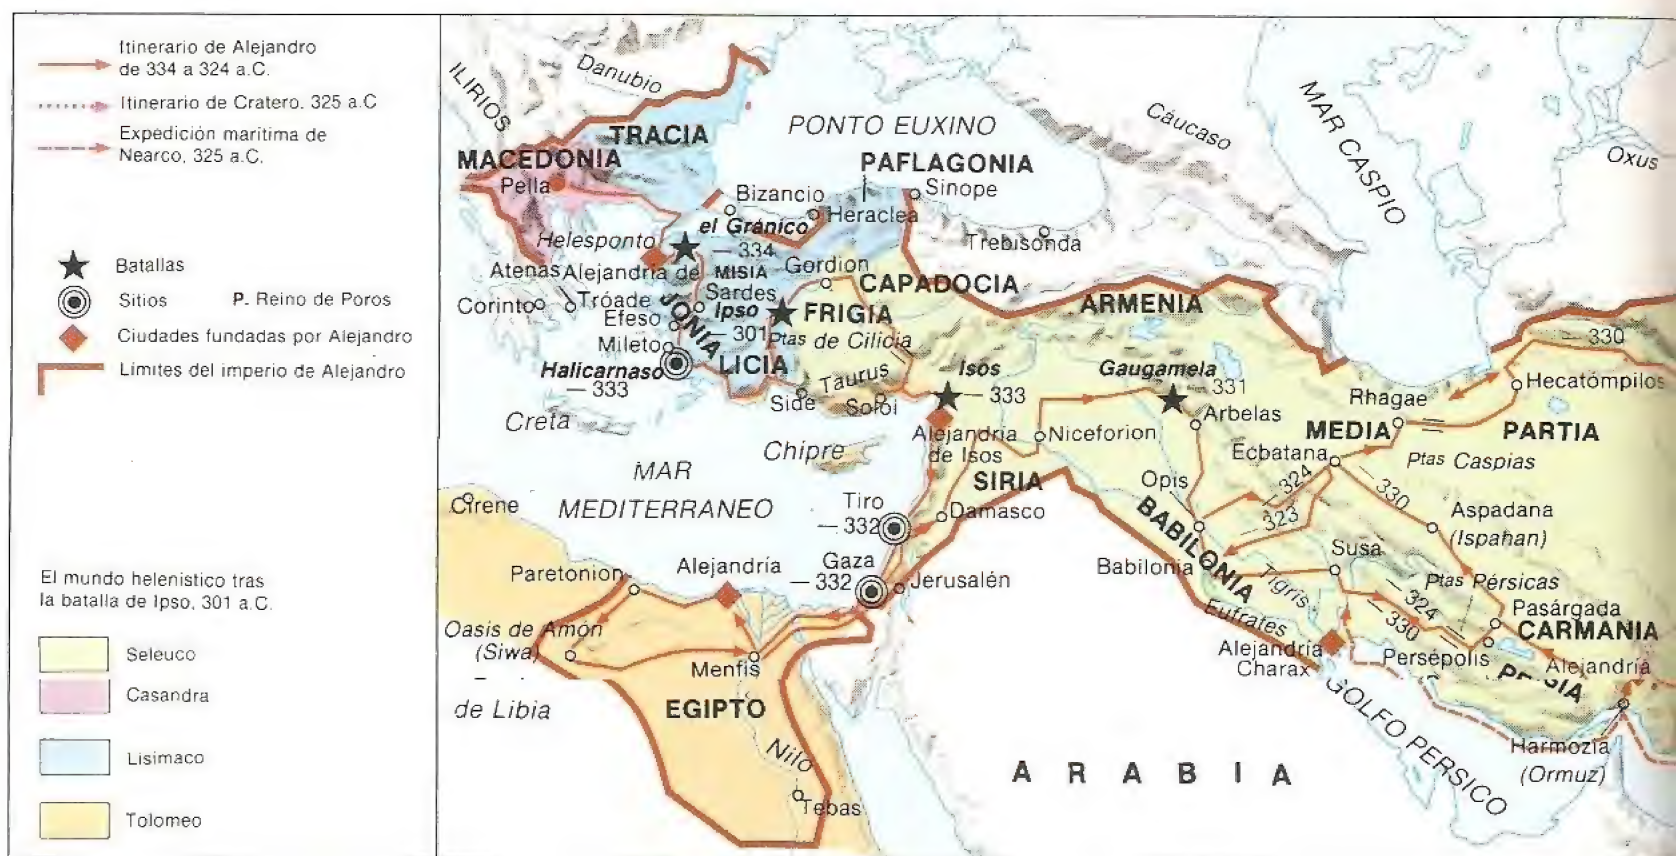 Itinerario de Alejandro
de 334 a 324 a.C.
Itinerario de Cratero, 325 a.C
Expedición marítima de
Nearco, 325 a.C.
Batallas
Sitios
P. Reino de Poros
Ciudades fundadas por Alejandro
Límites del imperio de Alejandro
El mundo helenístico tras
la batalla de Ipso, 301 a.C.
Seleuco
Casandra
Lisimaco
Tolomeo
ILIRIOS
Danubio
TRACIA
MACEDONIA
Pella
PONTO EUXINO
PAFLAGONIA
Cáucaso
MAR CASPIO
Oxus
Sinope
Bizancio
Heraclea
Trebisonda
el Gránico
— 334
Helesponto
Atenas
Alejandría de
Tróade
MISIA
Gordion
CAPADOCIA
ARMENIA
Corinto
Sardes
Efeso
JONIA
Ipso
— 301
FRIGIA
Ptas de Cilicia
Mileto
Halicarnaso
— 333
LICIA
Side
Taurus
Soloi
Isos
— 333
Gaugamela
— 331
Arbelas
330
Hecatómpilos
Rhagae
MEDIA
PARTIA
Ptas Caspias
Ecbatana
Creta
Chipre
Alejandría
de Isos
Niceforion
SIRIA
MAR
MEDITERRANEO
Cirene
Tiro
— 332
Damasco
Opis
324
323
330
Aspadana
(Ispahan)
BABILONIA
Babilonia
Susa
Tigris
Eufrates
Ptas Pérsicas
324
330
Pasárgada
CARMANIA
Persépolis
Alejandría
Alejandría
Charax
Gaza
— 332
Jerusalén
Alejandría
Paretonion
Oasis de Amón
(Siwa)
Menfis
de Libia
EGIPTO
Nilo
Tebas
ARABIA
GOLFO PERSICO
Harmozia
(Ormuz)